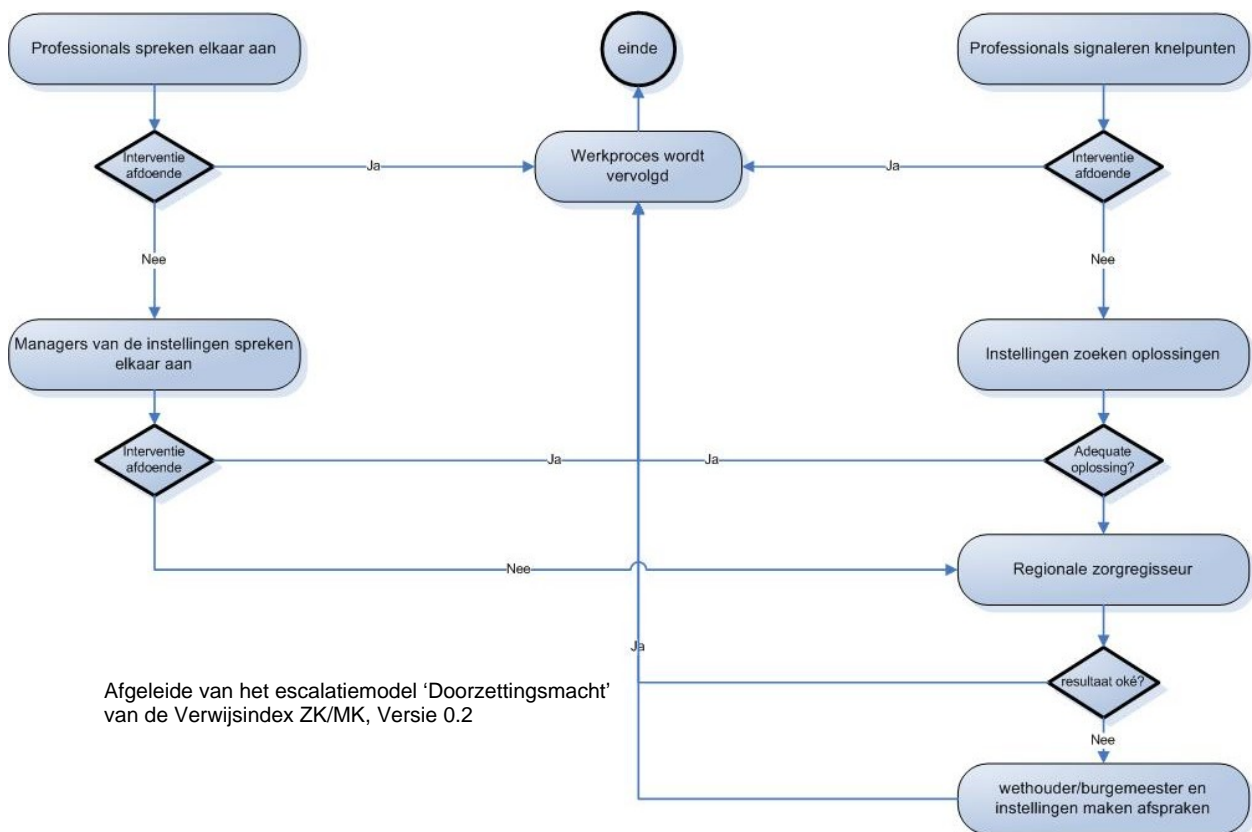 Professionals spreken elkaar aan
einde
Professionals signaleren knelpunten
Interventie
afdoende
Ja
Werkproces wordt
vervolgd
Ja
Interventie
afdoende
Nee
Nee
Managers van de instellingen spreken
elkaar aan
Instellingen zoeken oplossingen
Interventie
afdoende
Ja
Ja
Adequate
oplossing?
Nee
Regionale zorgregisseur
Ja
resultaat oké?
Afgeleide van het escalatiemodel ‘Doorzettingsmacht’
van de Verwijsindex ZK/MK, Versie 0.2
Nee
wethouder/burgemeester en
instellingen maken afspraken